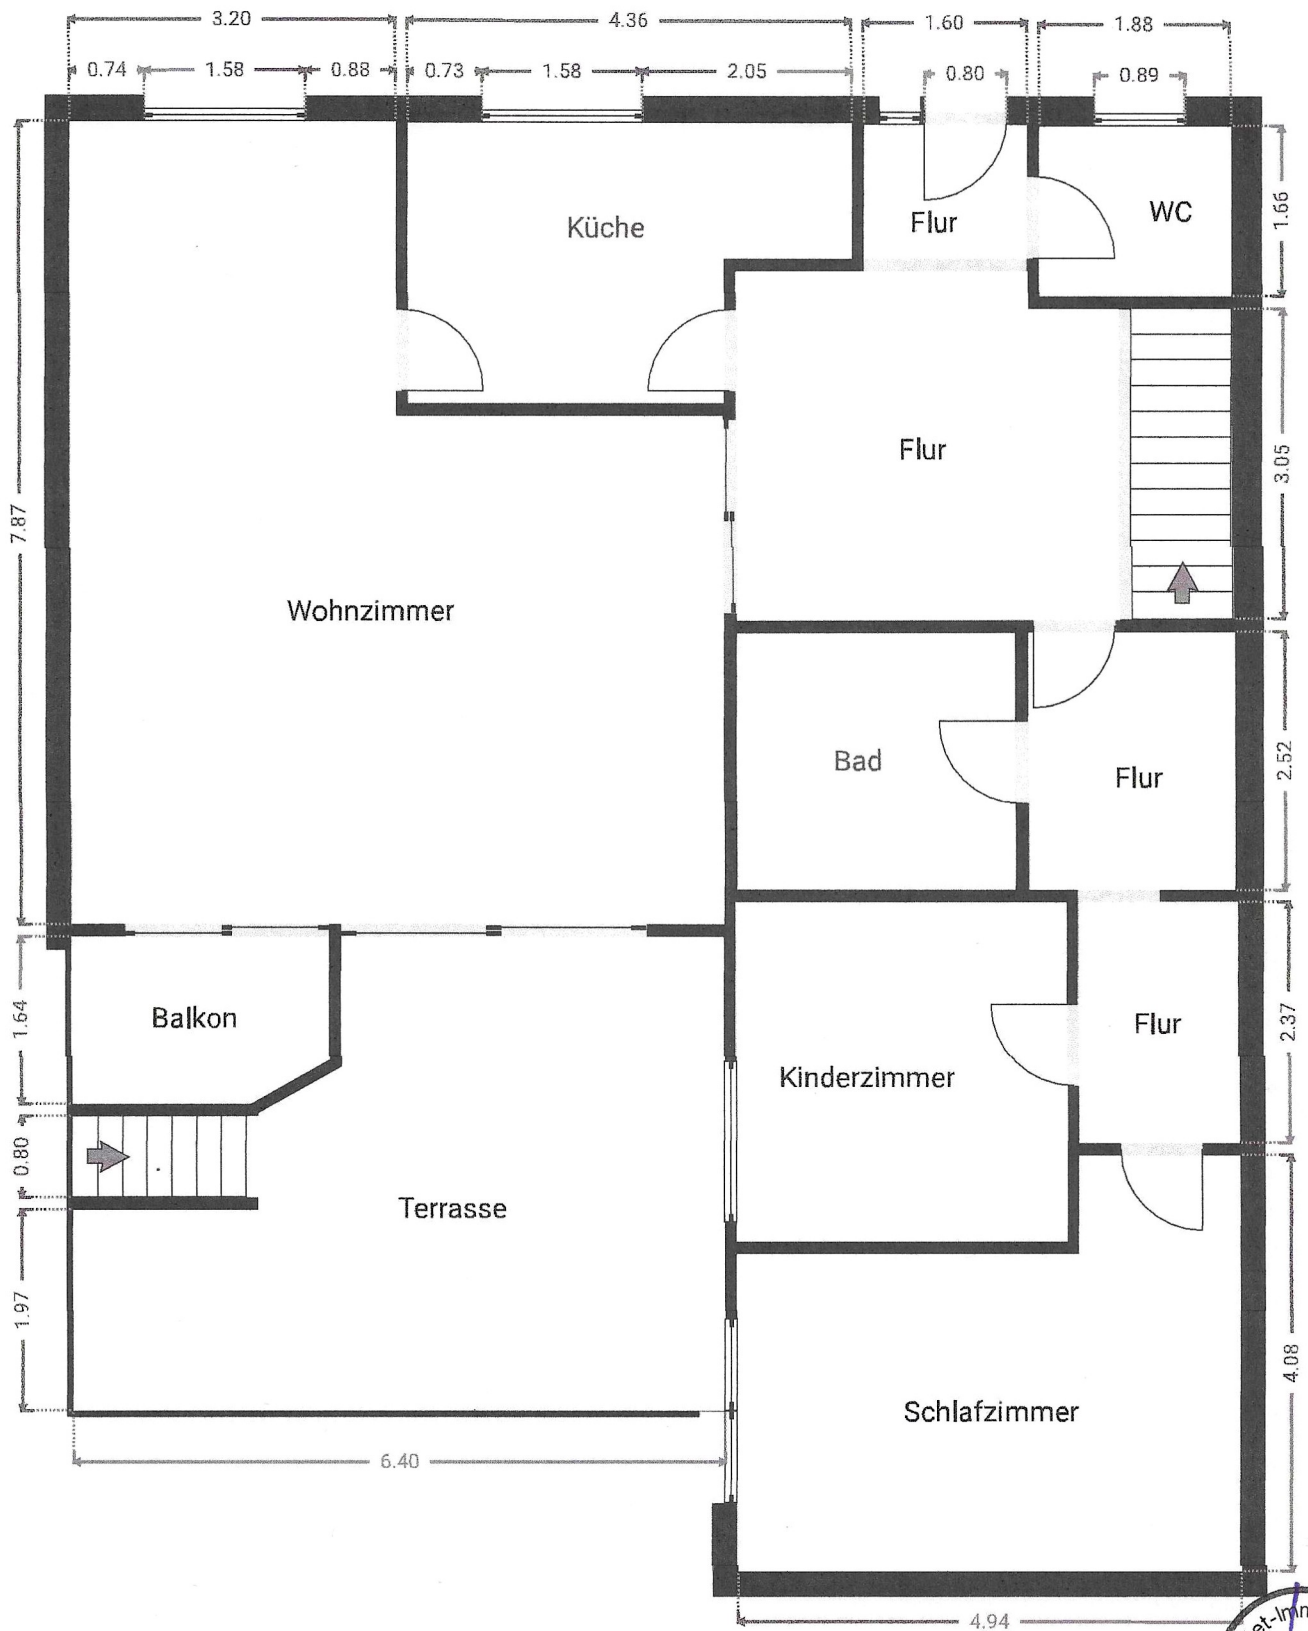 3.20 4.36 1.60 1.88
0.74 1.58 0.88 0.73 1.58 2.05 0.80 0.89
Küche
Flur
WC
1.66
Flur
3.05
7.87
Wohnzimmer
Bad
Flur
2.52
Balkon
1.64
Kinderzimmer
Flur
2.37
0.80
Terrasse
1.97
Schlafzimmer
4.08
6.40
4.94